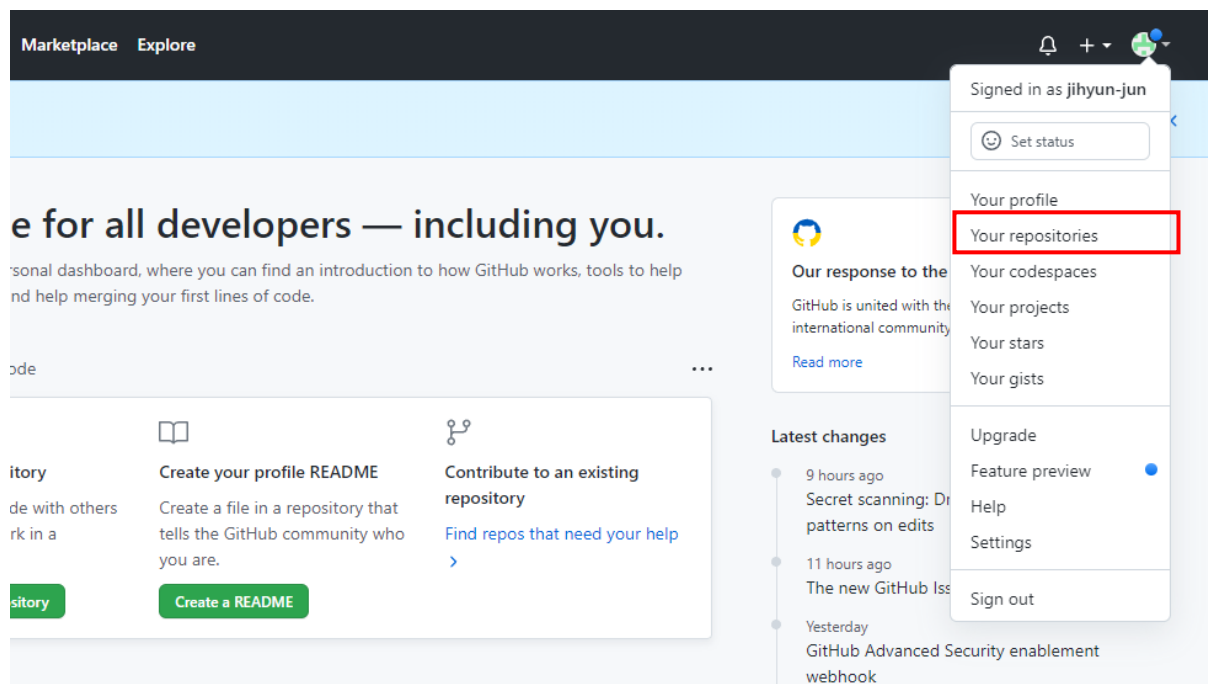 Marketplace Explore
Signed in as jihyun-jun
Set status
Your profile
Your repositories
Your codespaces
Your projects
Your stars
Your gists
Upgrade
Feature preview
Help
Settings
Sign out
e for all developers — including you.
personal dashboard, where you can find an introduction to how GitHub works, tools to help
nd help merging your first lines of code.
ode
itory
de with others
rk in a
sitory
Create your profile README
Create a file in a repository that
tells the GitHub community who
you are.
Create a README
Contribute to an existing
repository
Find repos that need your help
Our response to the
GitHub is united with the
international community
Read more
Latest changes
9 hours ago
Secret scanning:
patterns on edits
11 hours ago
The new GitHub Iss
Yesterday
GitHub Advanced Security enablement
webhook